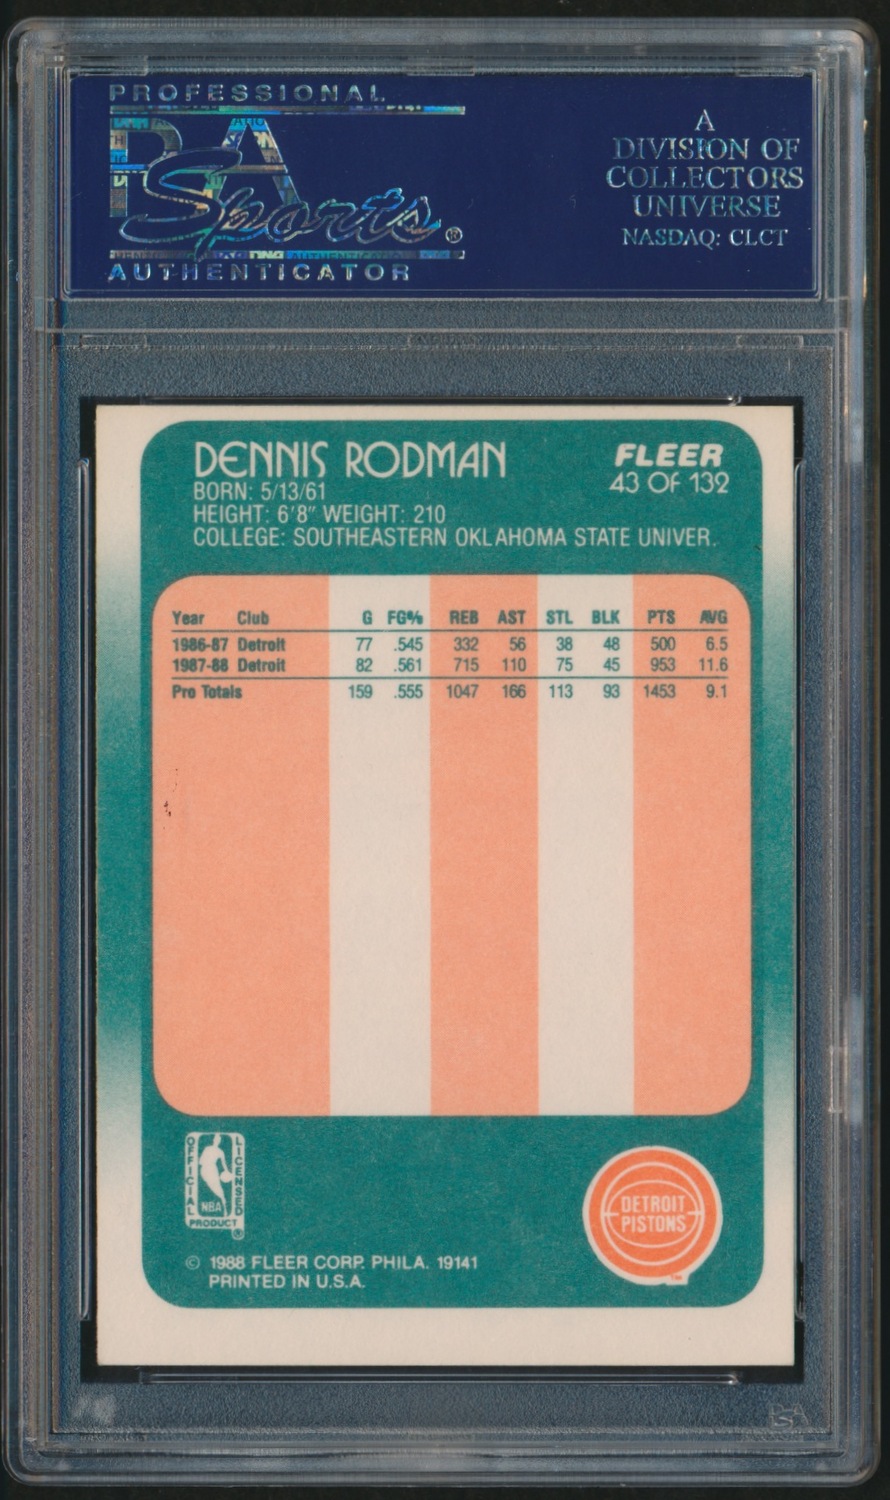 PROFESSIONAL
PSA
Sports®
AUTHENTICATOR
A
DIVISION OF
COLLECTORS
UNIVERSE
NASDAQ: CLCT
DENNIS RODMAN
FLEER
43 OF 132
BORN: 5/13/61
HEIGHT: 6'8" WEIGHT: 210
COLLEGE: SOUTHEASTERN OKLAHOMA STATE UNIVER.
Year Club G FG% REB AST STL BLK PTS AVG
1986-87 Detroit 77 .545 332 56 38 48 500 6.5
1987-88 Detroit 82 .561 715 110 75 45 953 11.6
Pro Totals 159 .555 1047 166 113 93 1453 9.1
OFFICIAL
LICENSED
NBA
PRODUCT
®
DETROIT
PISTONS
™
© 1988 FLEER CORP. PHILA. 19141
PRINTED IN U.S.A.
PSA